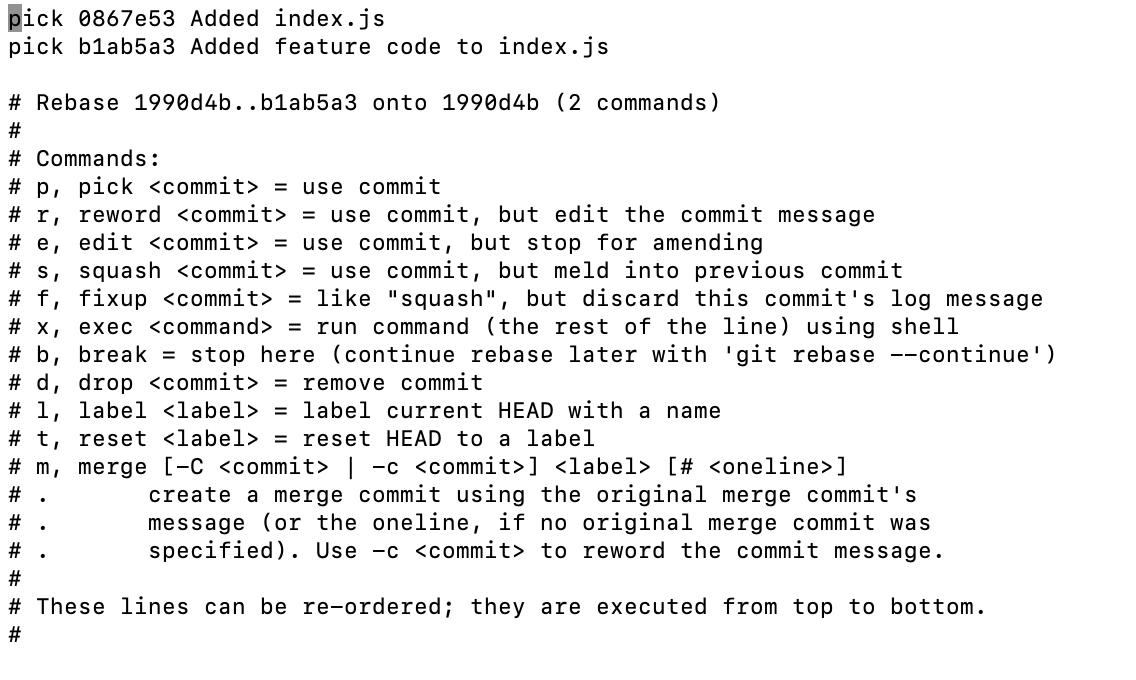 pick 0867e53 Added index.js
pick b1ab5a3 Added feature code to index.js
# Rebase 1990d4b..b1ab5a3 onto 1990d4b (2 commands)
#
# Commands:
# p, pick <commit> = use commit
# r, reword <commit> = use commit, but edit the commit message
# e, edit <commit> = use commit, but stop for amending
# s, squash <commit> = use commit, but meld into previous commit
# f, fixup <commit> = like "squash", but discard this commit's log message
# x, exec <command> = run command (the rest of the line) using shell
# b, break = stop here (continue rebase later with 'git rebase --continue')
# d, drop <commit> = remove commit
# l, label <label> = label current HEAD with a name
# t, reset <label> = reset HEAD to a label
# m, merge [-C <commit> | -c <commit>] <label> [# <oneline>]
# .       create a merge commit using the original merge commit's
# .       message (or the oneline, if no original merge commit was
# .       specified). Use -c <commit> to reword the commit message.
#
# These lines can be re-ordered; they are executed from top to bottom.
#